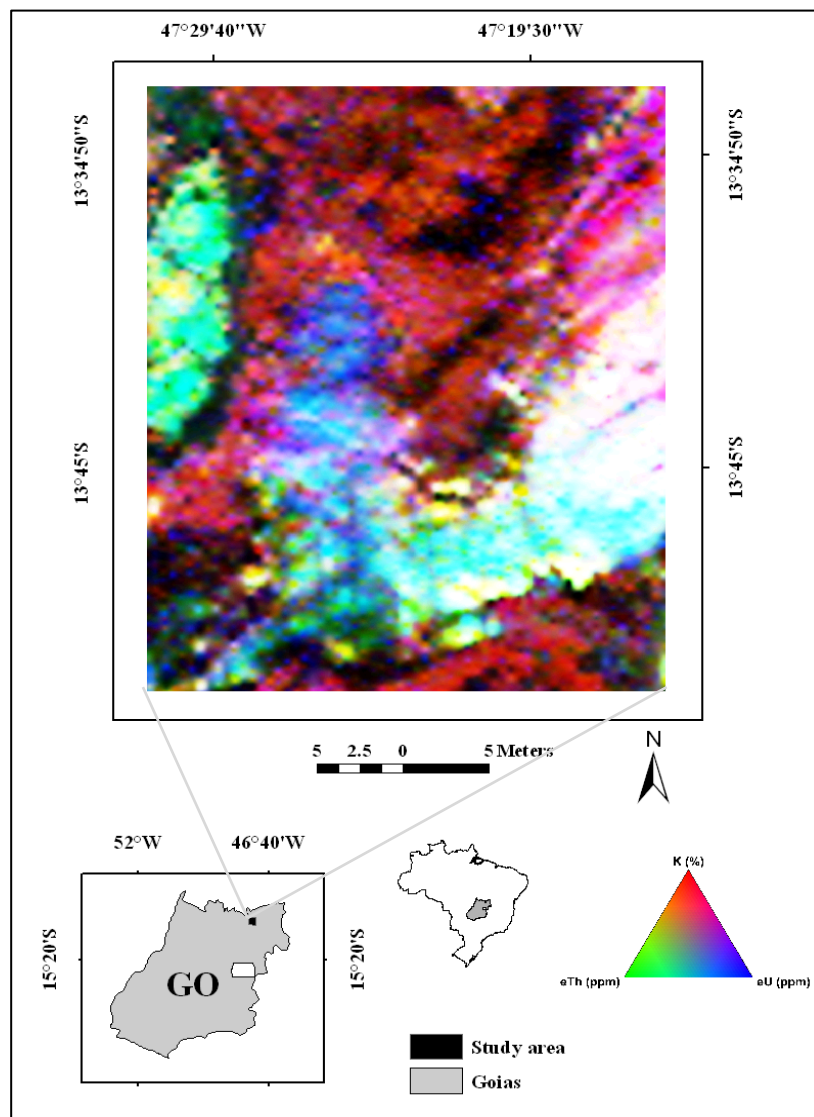 47°29'40"W 47°19'30"W
13°34'50"S 13°34'50"S
13°45'S 13°45'S
5 2.5 0 5 Meters
N
52°W 46°40'W
15°20'S 15°20'S
GO
K (%)
eTh (ppm) eU (ppm)
Study area
Goias